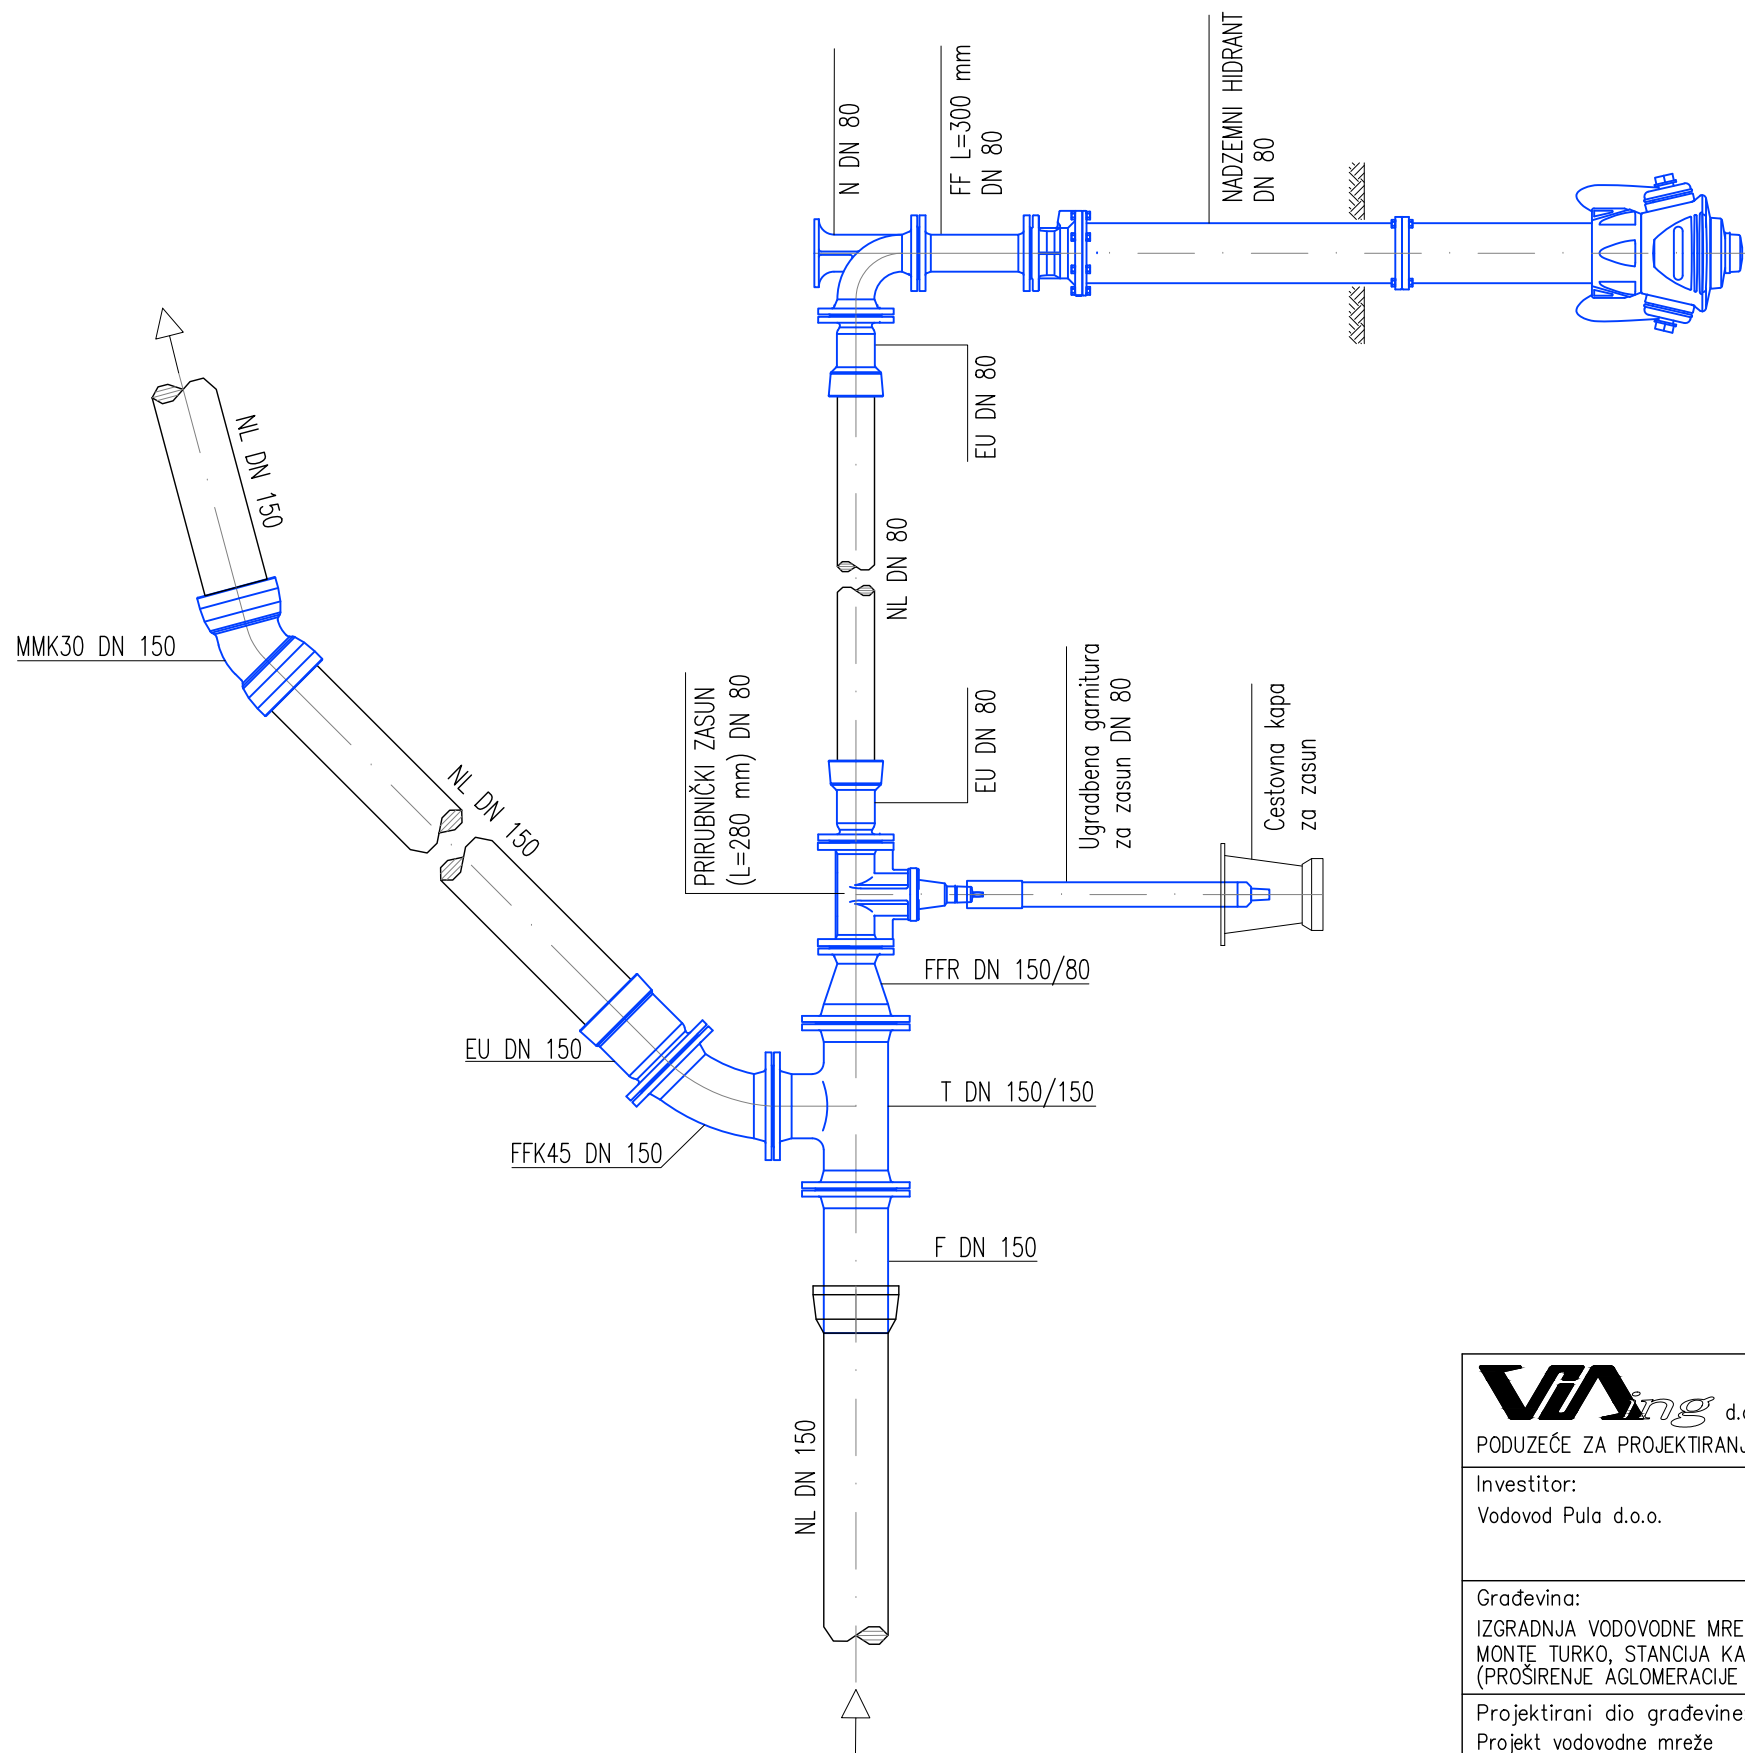 N DN 80
FF L=300 mm
DN 80
NADZEMNI HIDRANT
DN 80
EU DN 80
NL DN 150
NL DN 80
MMK30 DN 150
PRIRUBNIČKI ZASUN
(L=280 mm) DN 80
EU DN 80
Ugradbena garnitura
za zasun DN 80
Cestovna kapa
za zasun
NL DN 150
FFR DN 150/80
EU DN 150
T DN 150/150
FFK45 DN 150
F DN 150
NL DN 150
VIAing d.o
PODUZEĆE ZA PROJEKTIRANJ
Investitor:
Vodovod Pula d.o.o.
Građevina:
IZGRADNJA VODOVODNE MRE
MONTE TURKO, STANCIJA KA
(PROŠIRENJE AGLOMERACIJE
Projektirani dio građevine:
Projekt vodovodne mreže